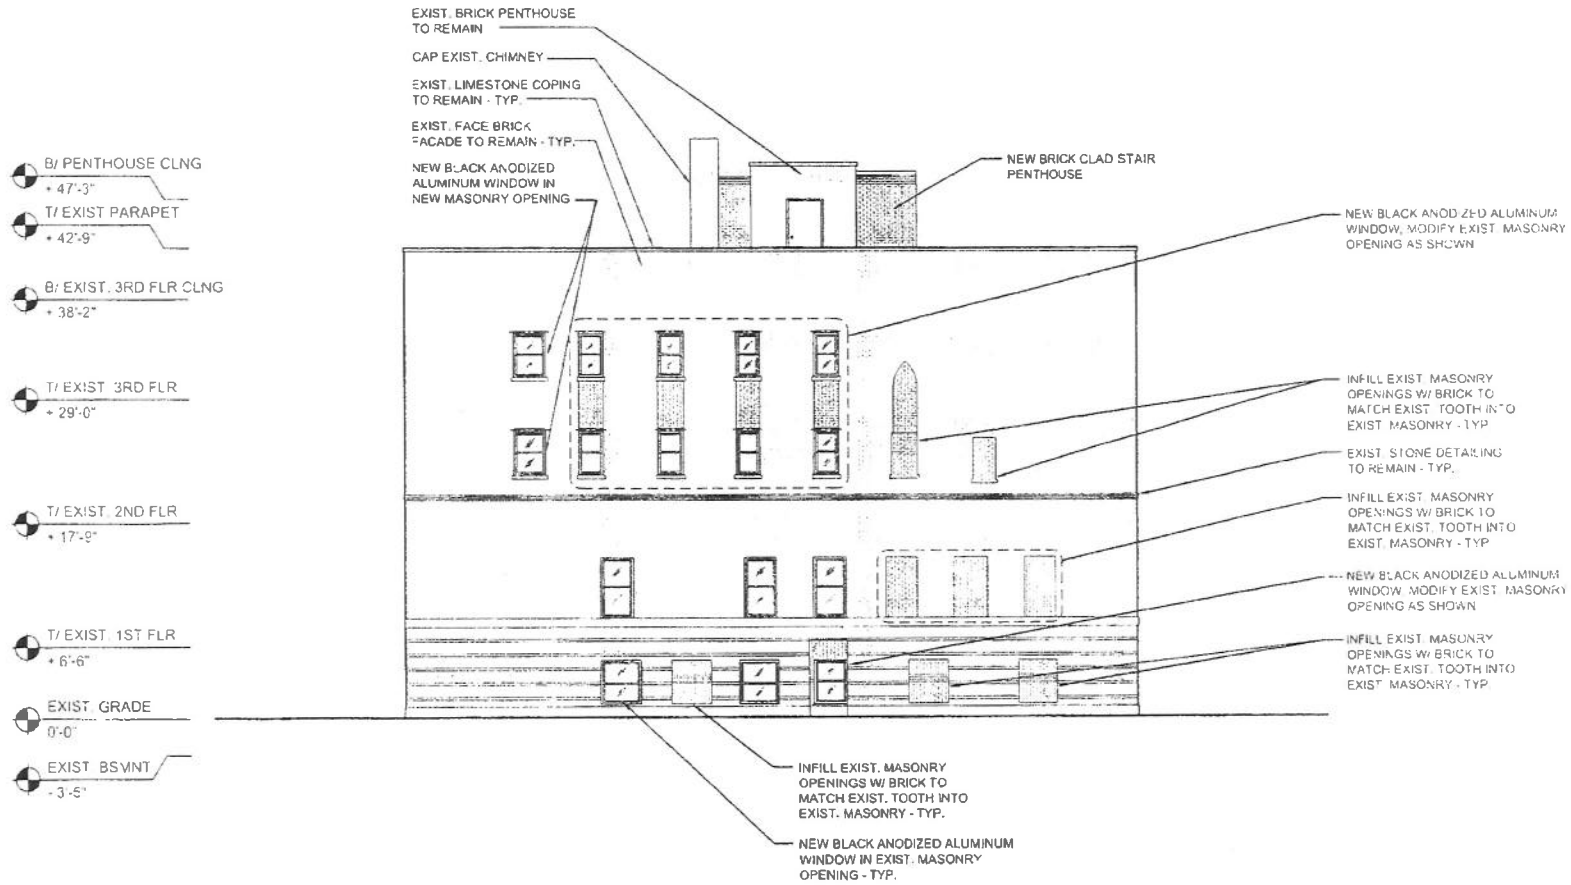 EXIST. BRICK PENTHOUSE
TO REMAIN
CAP EXIST. CHIMNEY
EXIST. LIMESTONE COPING
TO REMAIN - TYP.
EXIST. FACE BRICK
FACADE TO REMAIN - TYP.
NEW BLACK ANODIZED
ALUMINUM WINDOW IN
NEW MASONRY OPENING
B/ PENTHOUSE CLNG
+ 47'-3"
T/ EXIST PARAPET
+ 42'-9"
B/ EXIST. 3RD FLR CLNG
+ 38'-2"
T/ EXIST 3RD FLR
+ 29'-0"
T/ EXIST. 2ND FLR
+ 17'-9"
T/ EXIST. 1ST FLR
+ 6'-6"
EXIST. GRADE
0'-0"
EXIST BSMNT
- 3'-5"
NEW BRICK CLAD STAIR
PENTHOUSE
NEW BLACK ANODIZED ALUMINUM
WINDOW, MODIFY EXIST. MASONRY
OPENING AS SHOWN
INFILL EXIST. MASONRY
OPENINGS W/ BRICK TO
MATCH EXIST. TOOTH INTO
EXIST. MASONRY - TYP
EXIST. STONE DETAILING
TO REMAIN - TYP.
INFILL EXIST. MASONRY
OPENINGS W/ BRICK TO
MATCH EXIST. TOOTH INTO
EXIST. MASONRY - TYP
NEW BLACK ANODIZED ALUMINUM
WINDOW, MODIFY EXIST. MASONRY
OPENING AS SHOWN
INFILL EXIST. MASONRY
OPENINGS W/ BRICK TO
MATCH EXIST. TOOTH INTO
EXIST. MASONRY - TYP.
INFILL EXIST. MASONRY
OPENINGS W/ BRICK TO
MATCH EXIST. TOOTH INTO
EXIST. MASONRY - TYP.
NEW BLACK ANODIZED ALUMINUM
WINDOW IN EXIST. MASONRY
OPENING - TYP.